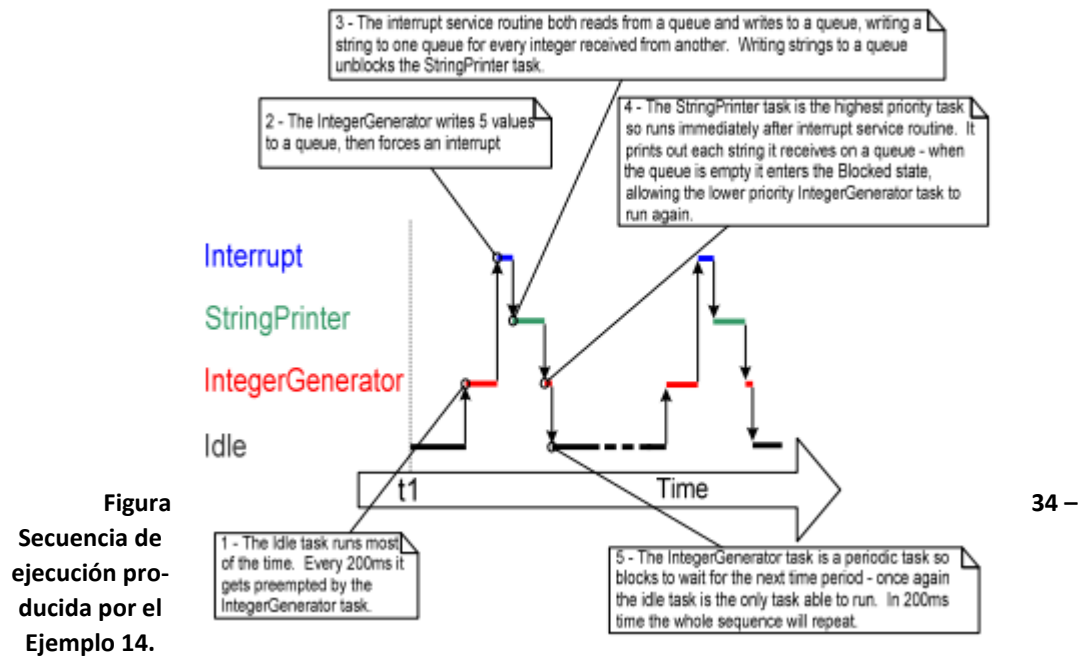 3 - The interrupt service routine both reads from a queue and writes to a queue, writing a
string to one queue for every integer received from another. Writing strings to a queue
unblocks the StringPrinter task.
2 - The IntegerGenerator writes 5 values
to a queue, then forces an interrupt
4 - The StringPrinter task is the highest priority task
so runs immediately after interrupt service routine. It
prints out each string it receives on a queue - when
the queue is empty it enters the Blocked state,
allowing the lower priority IntegerGenerator task to
run again.
Interrupt
StringPrinter
IntegerGenerator
Idle
t1
Time
1 - The Idle task runs most
of the time. Every 200ms it
gets preempted by the
IntegerGenerator task.
5 - The IntegerGenerator task is a periodic task so
blocks to wait for the next time period - once again
the idle task is the only task able to run. In 200ms
time the whole sequence will repeat.
Figura 34 –
Secuencia de
ejecución pro-
ducida por el
Ejemplo 14.